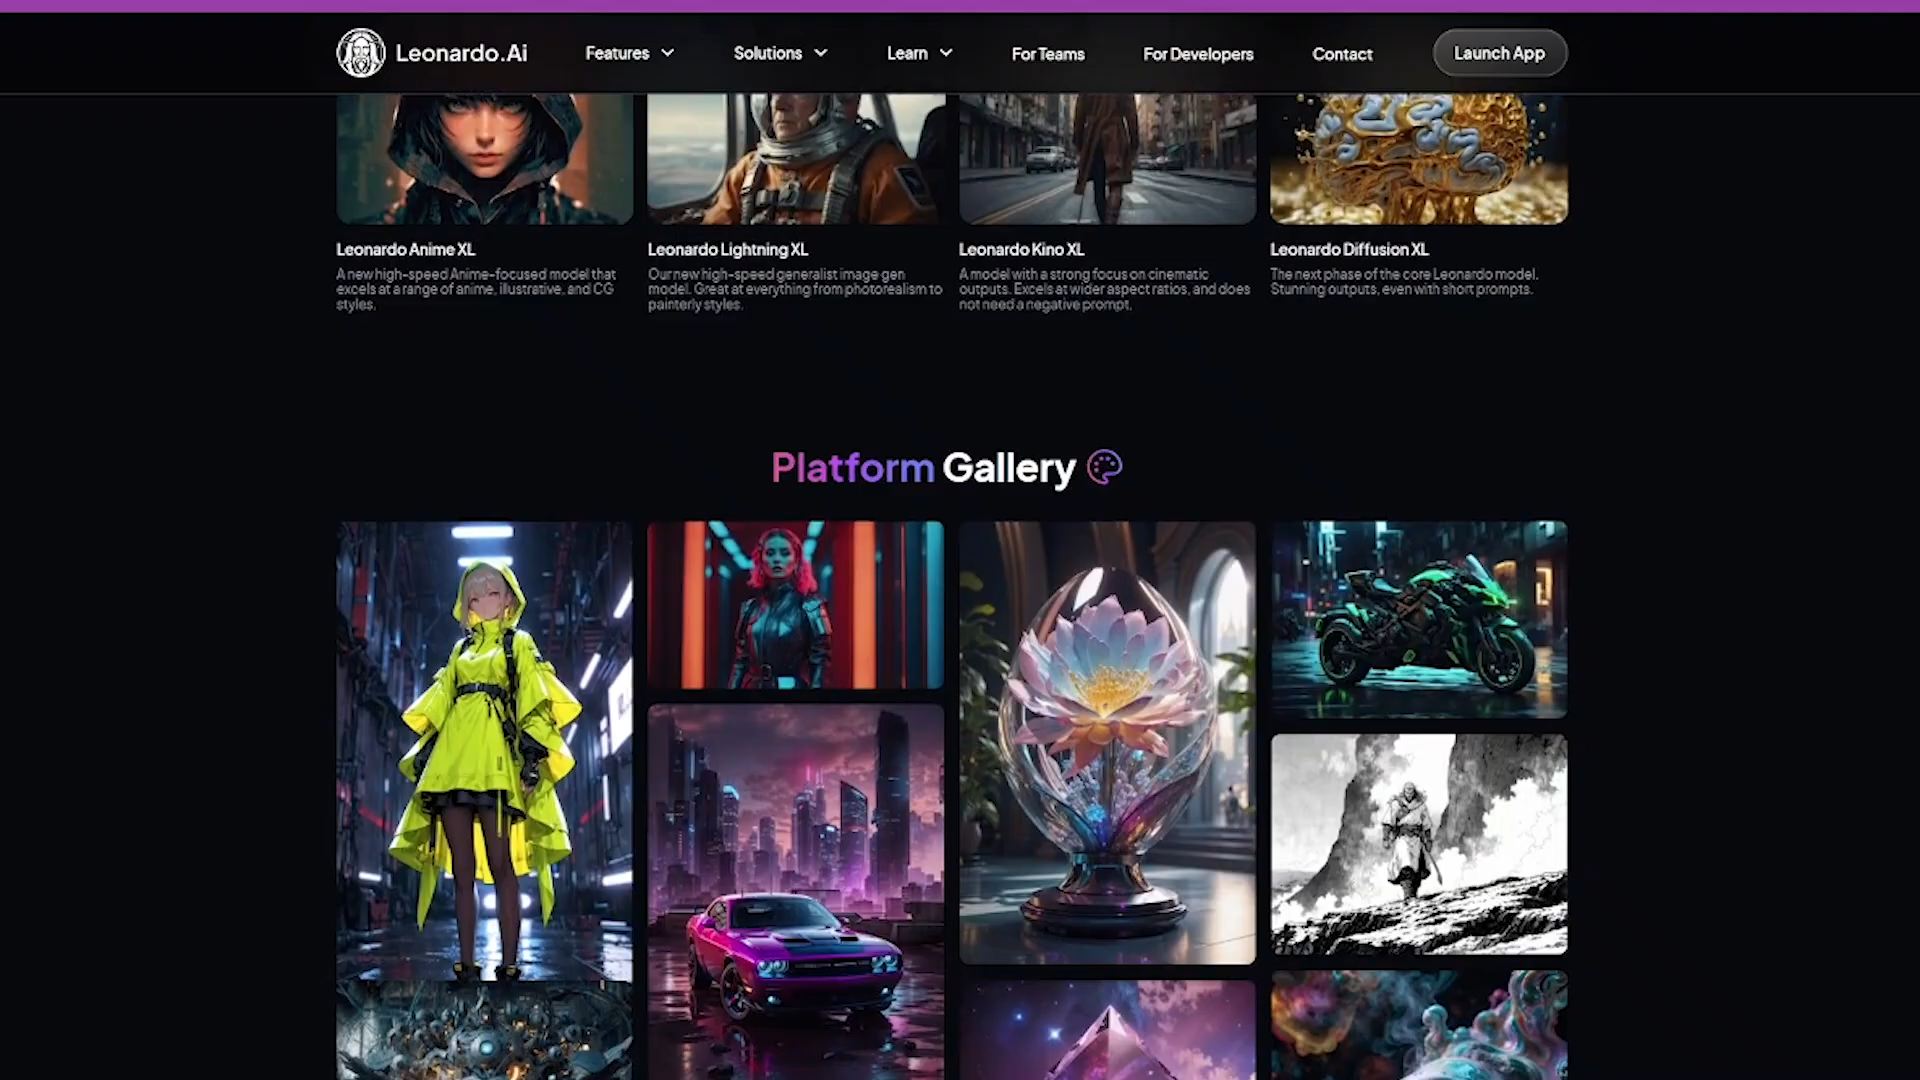 Leonardo.Ai
Features
Solutions
Learn
For Teams
For Developers
Contact
Launch App
Leonardo Anime XL
A new high-speed Anime-focused model that
excels at a range of anime, illustrative, and CG
styles.
Leonardo Lightning XL
Our new high-speed generalist image gen
model. Great at everything from photorealism to
painterly styles.
Leonardo Kino XL
A model with a strong focus on cinematic
outputs. Excels at wider aspect ratios, and does
not need a negative prompt.
Leonardo Diffusion XL
The next phase of the core Leonardo model.
Stunning outputs, even with short prompts.
Platform Gallery